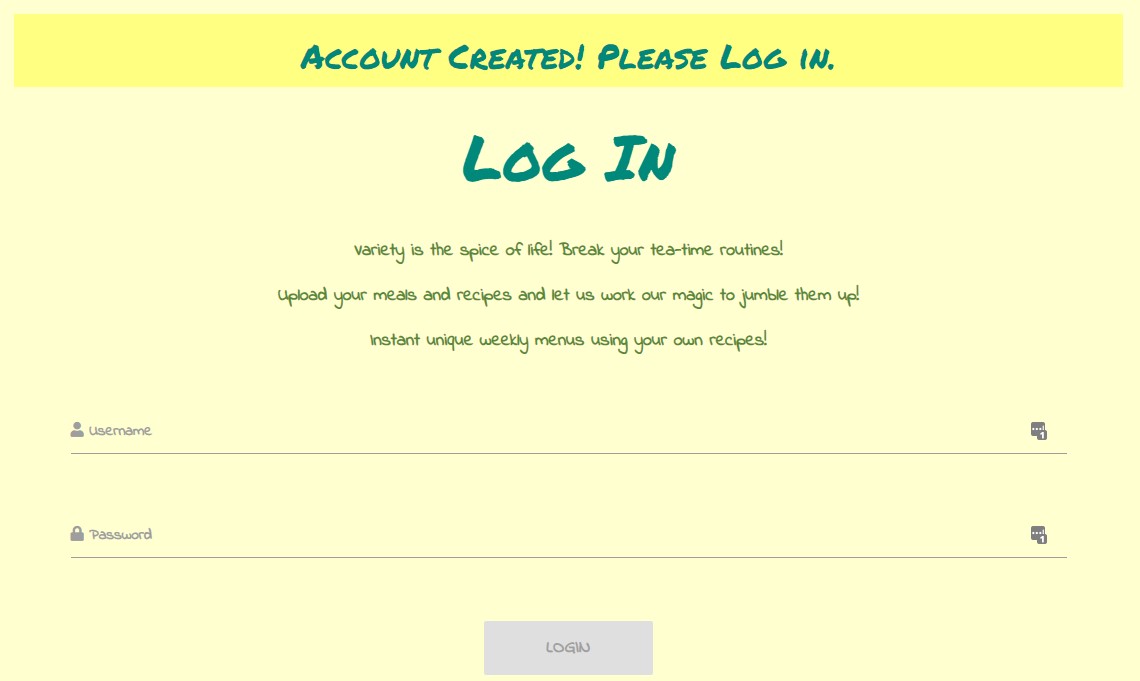 Account Created! Please Log in.
Log In
Variety is the spice of life! Break your tea-time routines!
Upload your meals and recipes and let us work our magic to jumble them up!
Instant unique weekly menus using your own recipes!
Username
1
Password
1
LOGIN